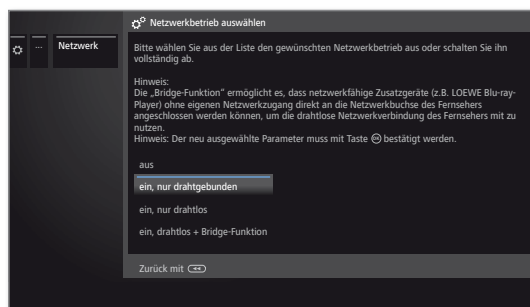 Netzwerkbetrieb auswählen
... Netzwerk
Bitte wählen Sie aus der Liste den gewünschten Netzwerkbetrieb aus oder schalten Sie ihn
vollständig ab.
Hinweis:
Die „Bridge-Funktion" ermöglicht es, dass netzwerkfähige Zusatzgeräte (z.B. LOEWE Blu-ray-
Player) ohne eigenen Netzwerkzugang direkt an die Netzwerkbuchse des Fernsehers
angeschlossen werden können, um die drahtlose Netzwerkverbindung des Fernsehers mit zu
nutzen.
Hinweis: Der neu ausgewählte Parameter muss mit Taste OK bestätigt werden.
aus
ein, nur drahtgebunden
ein, nur drahtlos
ein, drahtlos + Bridge-Funktion
Zurück mit